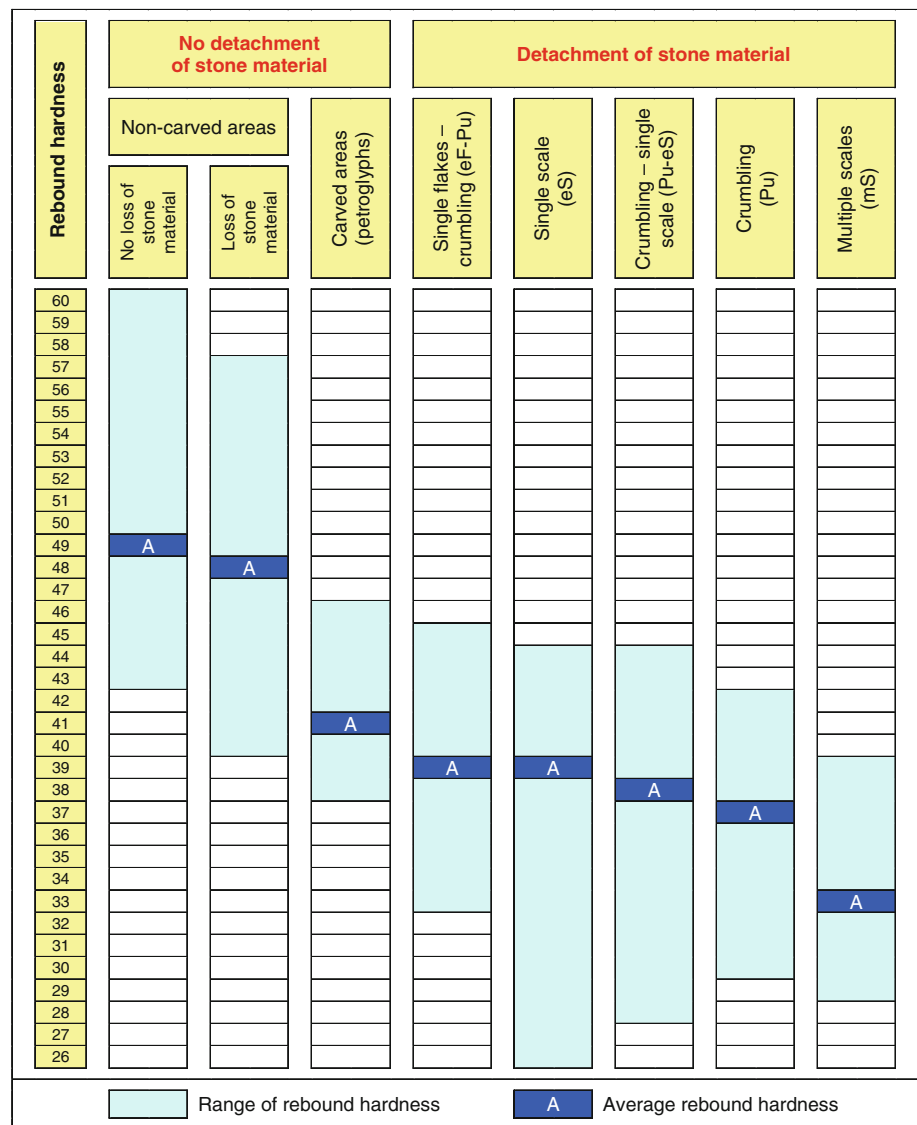 Rebound hardness
No detachment
of stone material
Detachment of stone material
Non-carved areas
No loss of
stone
material
Loss of
stone
material
Carved areas
(petroglyphs)
Single flakes –
crumbling (eF-Pu)
Single scale
(eS)
Crumbling – single
scale (Pu-eS)
Crumbling
(Pu)
Multiple scales
(mS)
60
59
58
57
56
55
54
53
52
51
50
49 A
48 A
47
46
45
44
43
42
41 A
40
39 A A
38 A
37 A
36
35
34
33 A
32
31
30
29
28
27
26
Range of rebound hardness
A Average rebound hardness